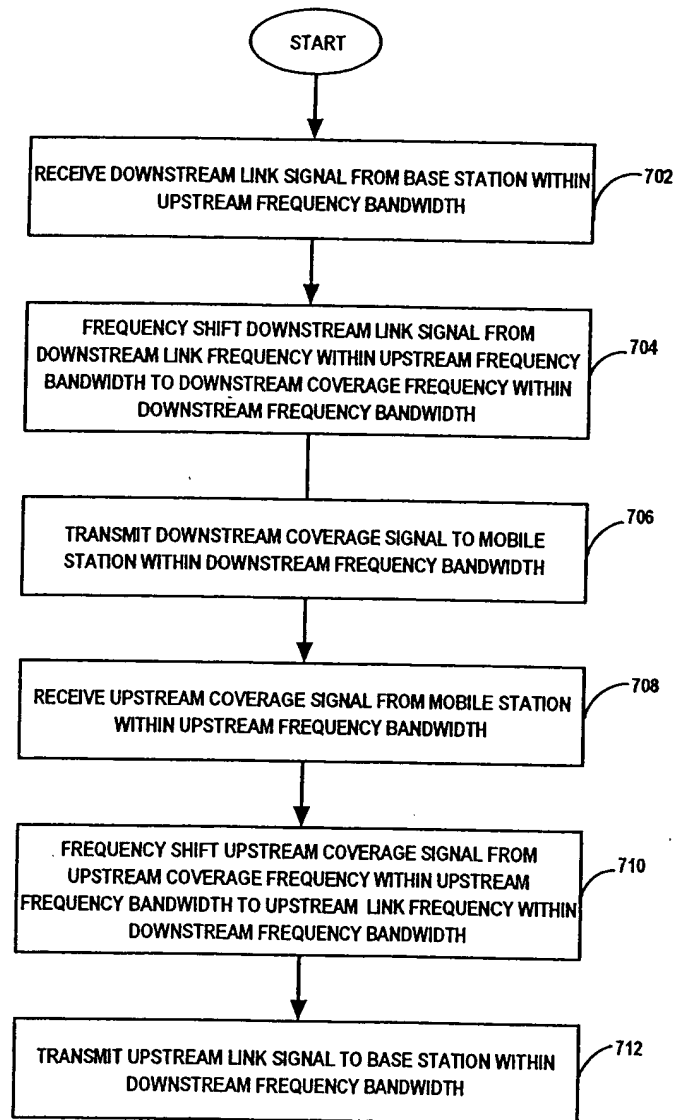 START
RECEIVE DOWNSTREAM LINK SIGNAL FROM BASE STATION WITHIN
UPSTREAM FREQUENCY BANDWIDTH
702
FREQUENCY SHIFT DOWNSTREAM LINK SIGNAL FROM
DOWNSTREAM LINK FREQUENCY WITHIN UPSTREAM FREQUENCY
BANDWIDTH TO DOWNSTREAM COVERAGE FREQUENCY WITHIN
DOWNSTREAM FREQUENCY BANDWIDTH
704
TRANSMIT DOWNSTREAM COVERAGE SIGNAL TO MOBILE
STATION WITHIN DOWNSTREAM FREQUENCY BANDWIDTH
706
RECEIVE UPSTREAM COVERAGE SIGNAL FROM MOBILE STATION
WITHIN UPSTREAM FREQUENCY BANDWIDTH
708
FREQUENCY SHIFT UPSTREAM COVERAGE SIGNAL FROM
UPSTREAM COVERAGE FREQUENCY WITHIN UPSTREAM
FREQUENCY BANDWIDTH TO UPSTREAM LINK FREQUENCY WITHIN
DOWNSTREAM FREQUENCY BANDWIDTH
710
TRANSMIT UPSTREAM LINK SIGNAL TO BASE STATION WITHIN
DOWNSTREAM FREQUENCY BANDWIDTH
712